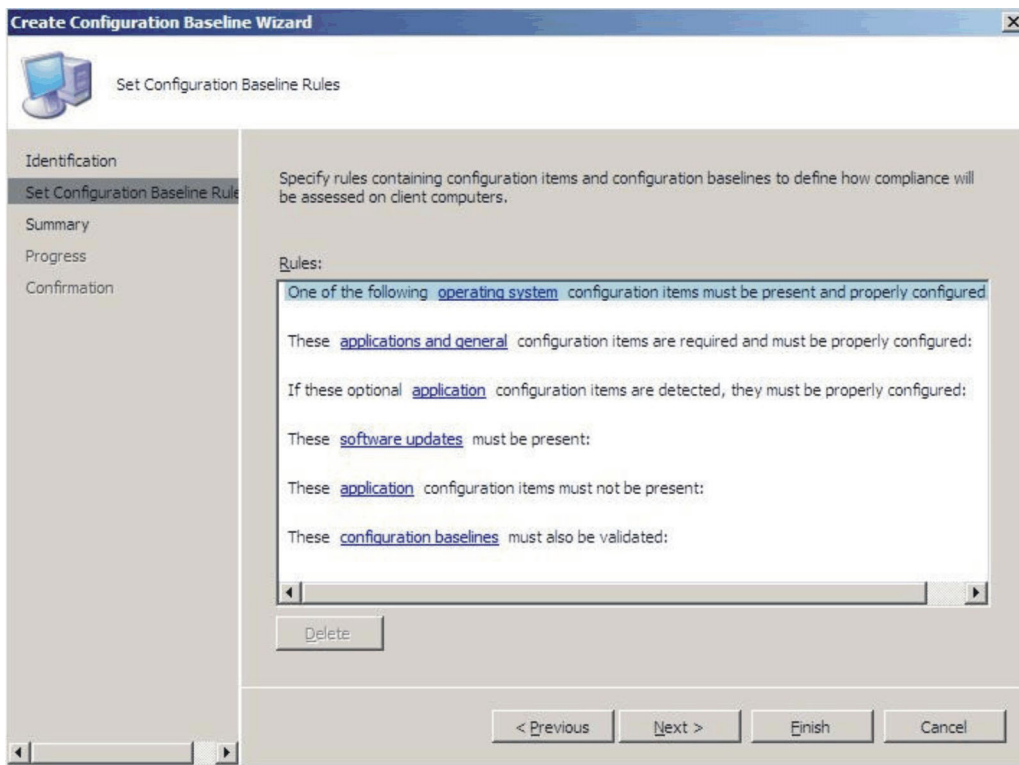 Create Configuration Baseline Wizard
Set Configuration Baseline Rules
Identification
Set Configuration Baseline Rule
Summary
Progress
Confirmation
Specify rules containing configuration items and configuration baselines to define how compliance will
be assessed on client computers.
Rules:
One of the following operating system configuration items must be present and properly configured
These applications and general configuration items are required and must be properly configured:
If these optional application configuration items are detected, they must be properly configured:
These software updates must be present:
These application configuration items must not be present:
These configuration baselines must also be validated:
Delete
< Previous
Next >
Finish
Cancel